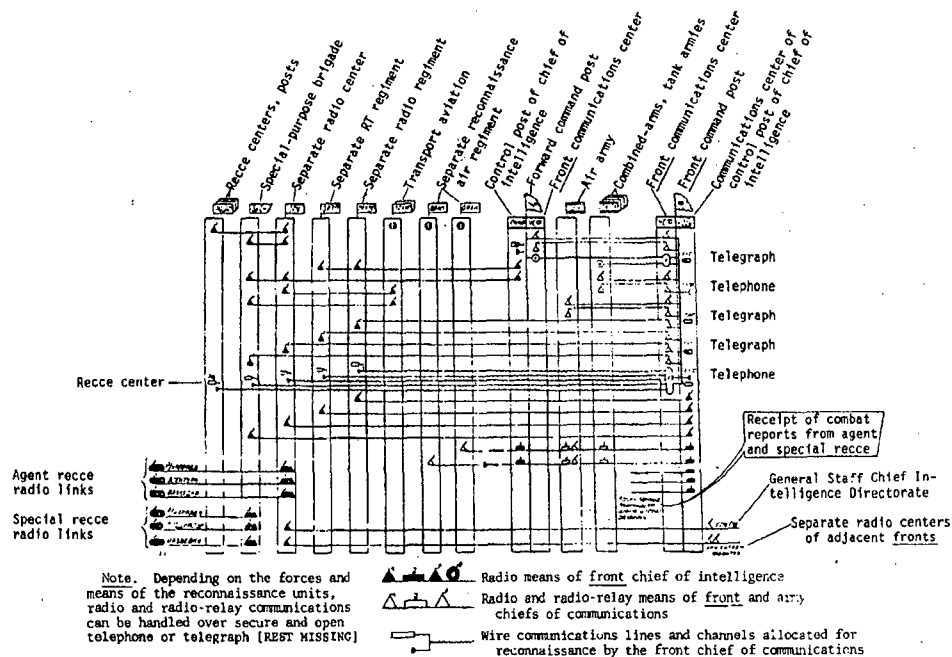 Recce centers, posts
Special-purpose brigade
Separate radio center
Separate RT regiment
Separate radio regiment
Transport aviation
Separate reconnaissance
air regiment
Control post of chief of
intelligence
Forward command post
Front communications center
Air army
Combined-arms, tank armies
Front communications center
Front command post
Communications center of
control post of chief of
intelligence
Telegraph
Telephone
Telegraph
Telegraph
Telephone
Recce center
Receipt of combat
reports from agent
and special recce
Agent recce
radio links
General Staff Chief In-
telligence Directorate
Special recce
radio links
Separate radio centers
of adjacent fronts
Note. Depending on the forces and
means of the reconnaissance units,
radio and radio-relay communications
can be handled over secure and open
telephone or telegraph [REST MISSING]
Radio means of front chief of intelligence
Radio and radio-relay means of front and army
chiefs of communications
Wire communications lines and channels allocated for
reconnaissance by the front chief of communications